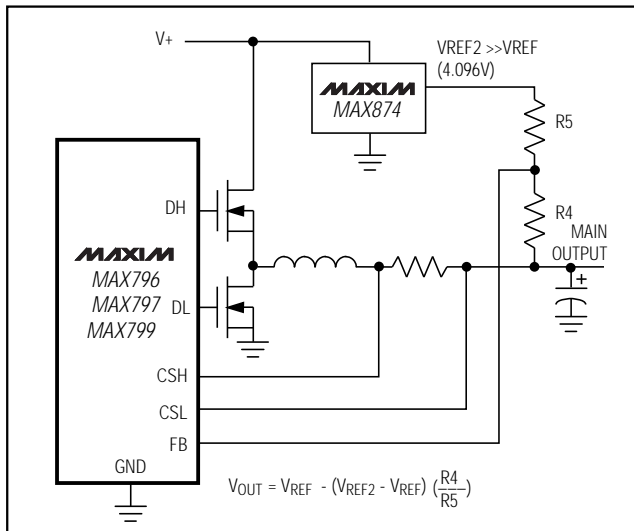 V+
VREF2 >>VREF
(4.096V)
MAXIM
MAX874
R5
R4
MAIN
OUTPUT
+
DH
MAXIM
MAX796
MAX797
MAX799
DL
CSH
CSL
FB
GND
VOUT = VREF - (VREF2 - VREF) (R4/R5)